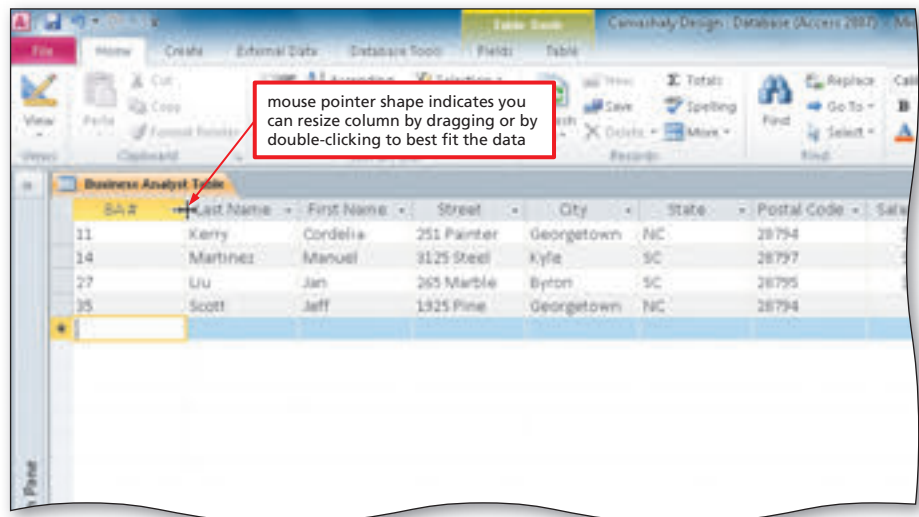 Table Tools Camashaly Design : Database (Access 2007) - Mic
File Home Create External Data Database Tools Fields Table
View Paste Cut Copy Format Painter Ascending Selection New Save Delete Totals Spelling More Find Replace Go To Select B A
Views Clipboard Records Find
mouse pointer shape indicates you
can resize column by dragging or by
double-clicking to best fit the data
Business Analyst Table
BA # Last Name First Name Street City State Postal Code
11 Kerry Cordelia 251 Painter Georgetown NC 28794
14 Martinez Manuel 3125 Steel Kyle SC 28797
27 Liu Jan 265 Marble Byron SC 28795
35 Scott Jeff 1925 Pine Georgetown NC 28794
Pane